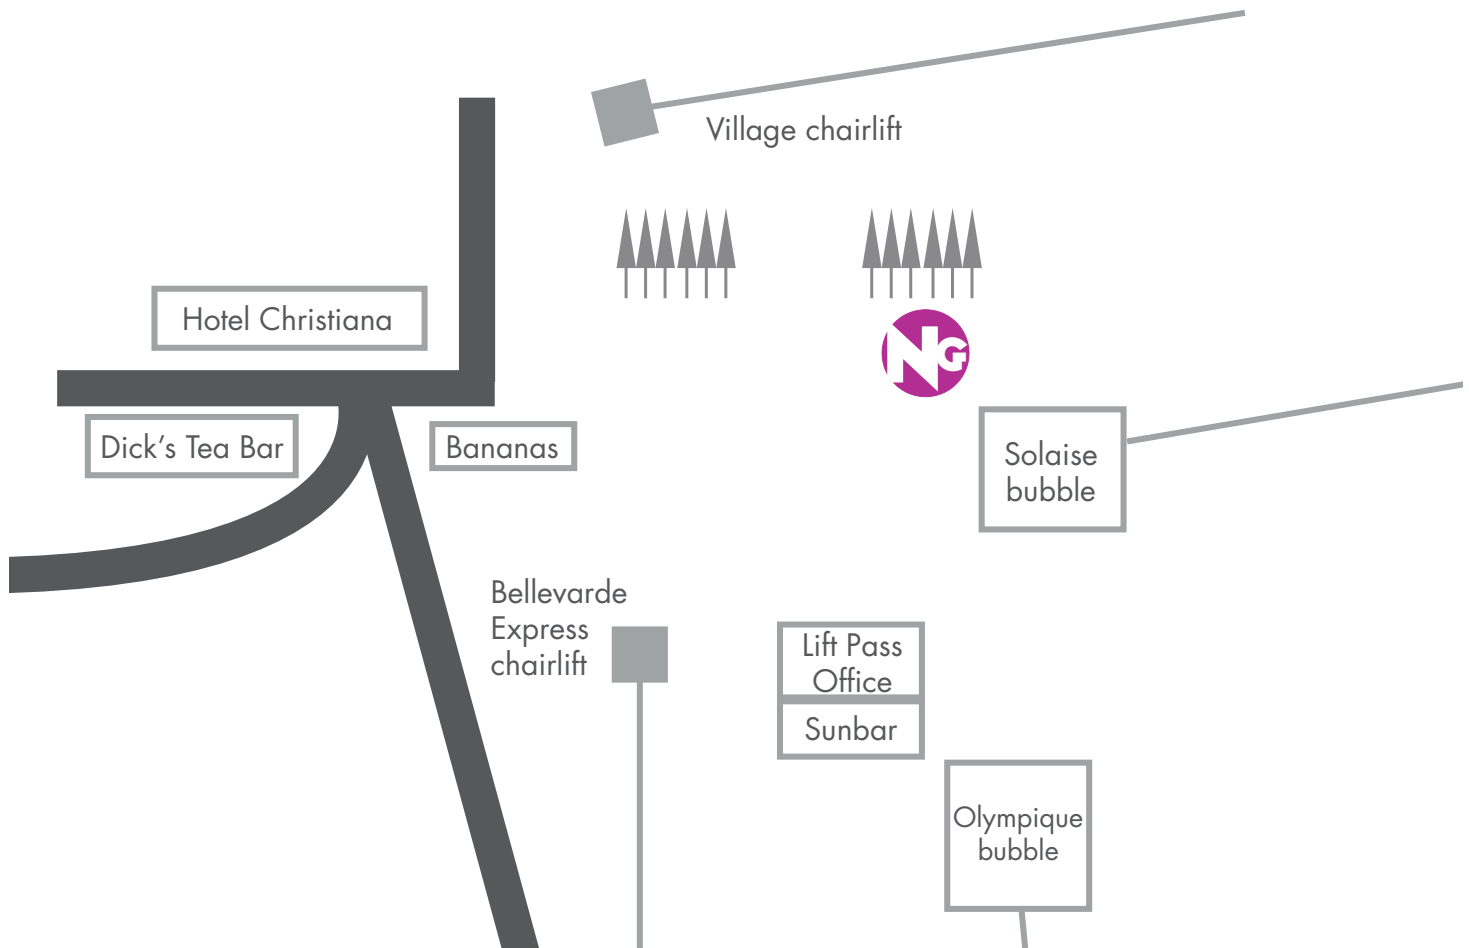 Village chairlift
Hotel Christiana
NG
Dick's Tea Bar
Bananas
Solaise
bubble
Bellevarde
Express
chairlift
Lift Pass
Office
Sunbar
Olympique
bubble